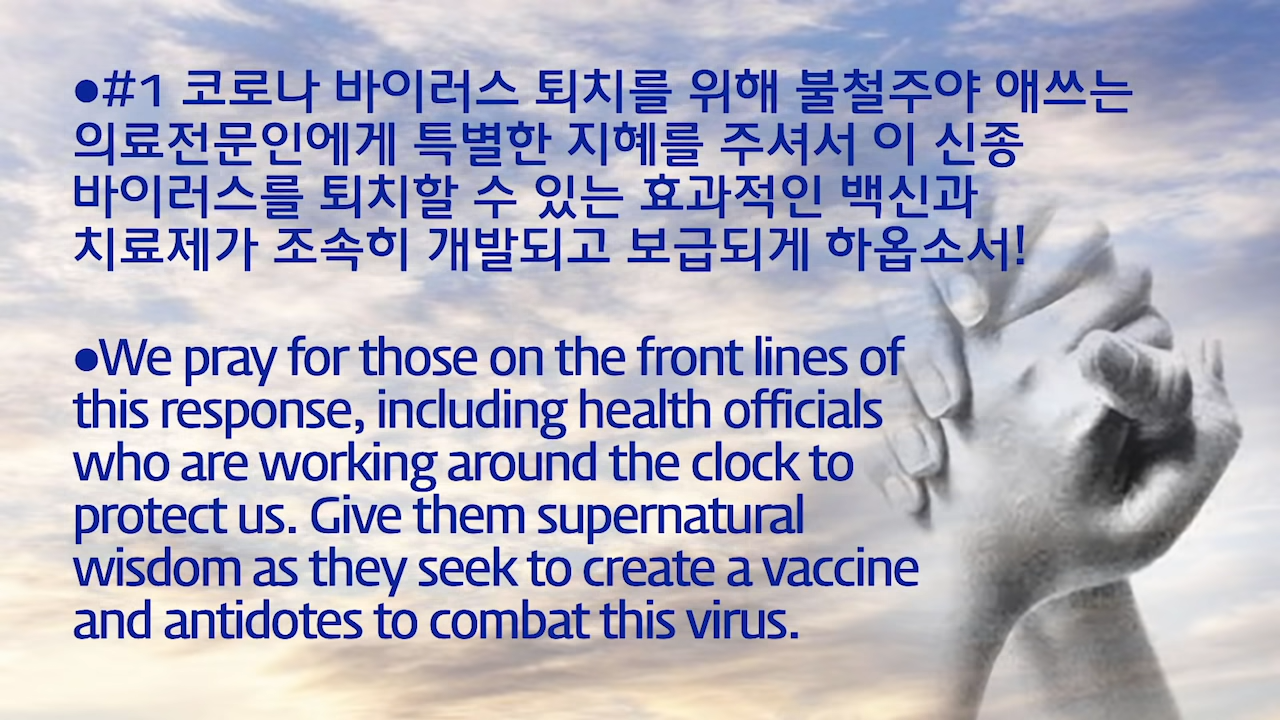 ●#1 코로나 바이러스 퇴치를 위해 불철주야 애쓰는
의료전문인에게 특별한 지혜를 주셔서 이 신종
바이러스를 퇴치할 수 있는 효과적인 백신과
치료제가 조속히 개발되고 보급되게 하옵소서!
●We pray for those on the front lines of
this response, including health officials
who are working around the clock to
protect us. Give them supernatural
wisdom as they seek to create a vaccine
and antidotes to combat this virus.